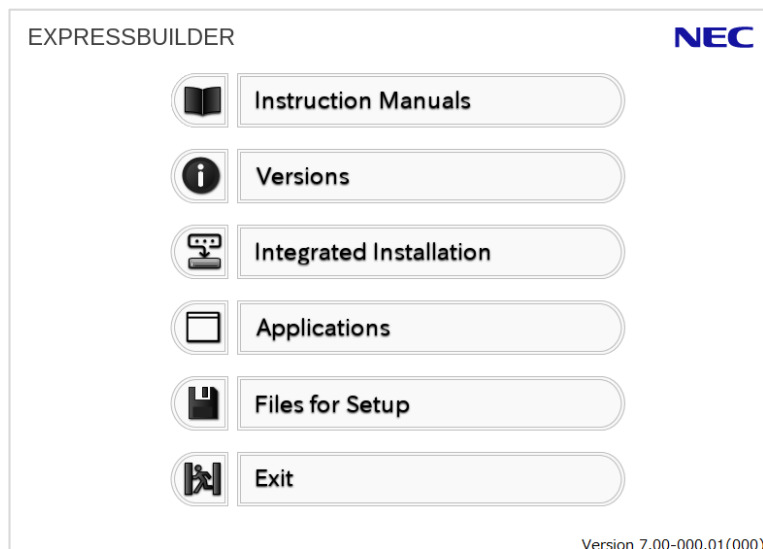 EXPRESSBUILDER
NEC
Instruction Manuals
Versions
Integrated Installation
Applications
Files for Setup
Exit
Version 7.00-000.01(000)